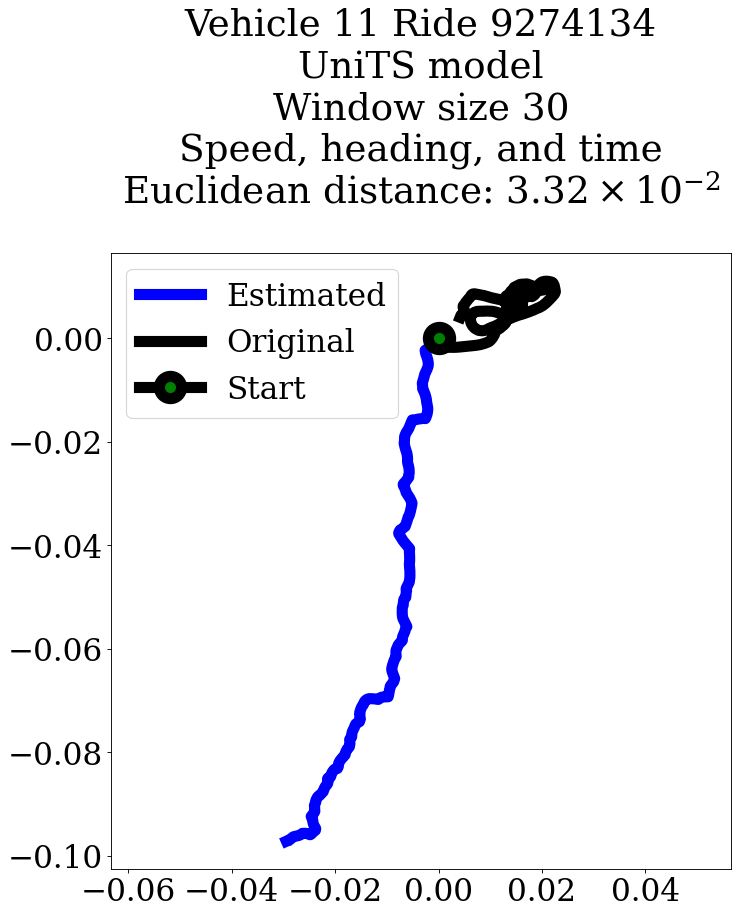 Vehicle 11 Ride 9274134
UniTS model
Window size 30
Speed, heading, and time
Euclidean distance: 3.32 × 10⁻²
Estimated
Original
Start
0.00
−0.02
−0.04
−0.06
−0.08
−0.10
−0.06 −0.04 −0.02 0.00 0.02 0.04